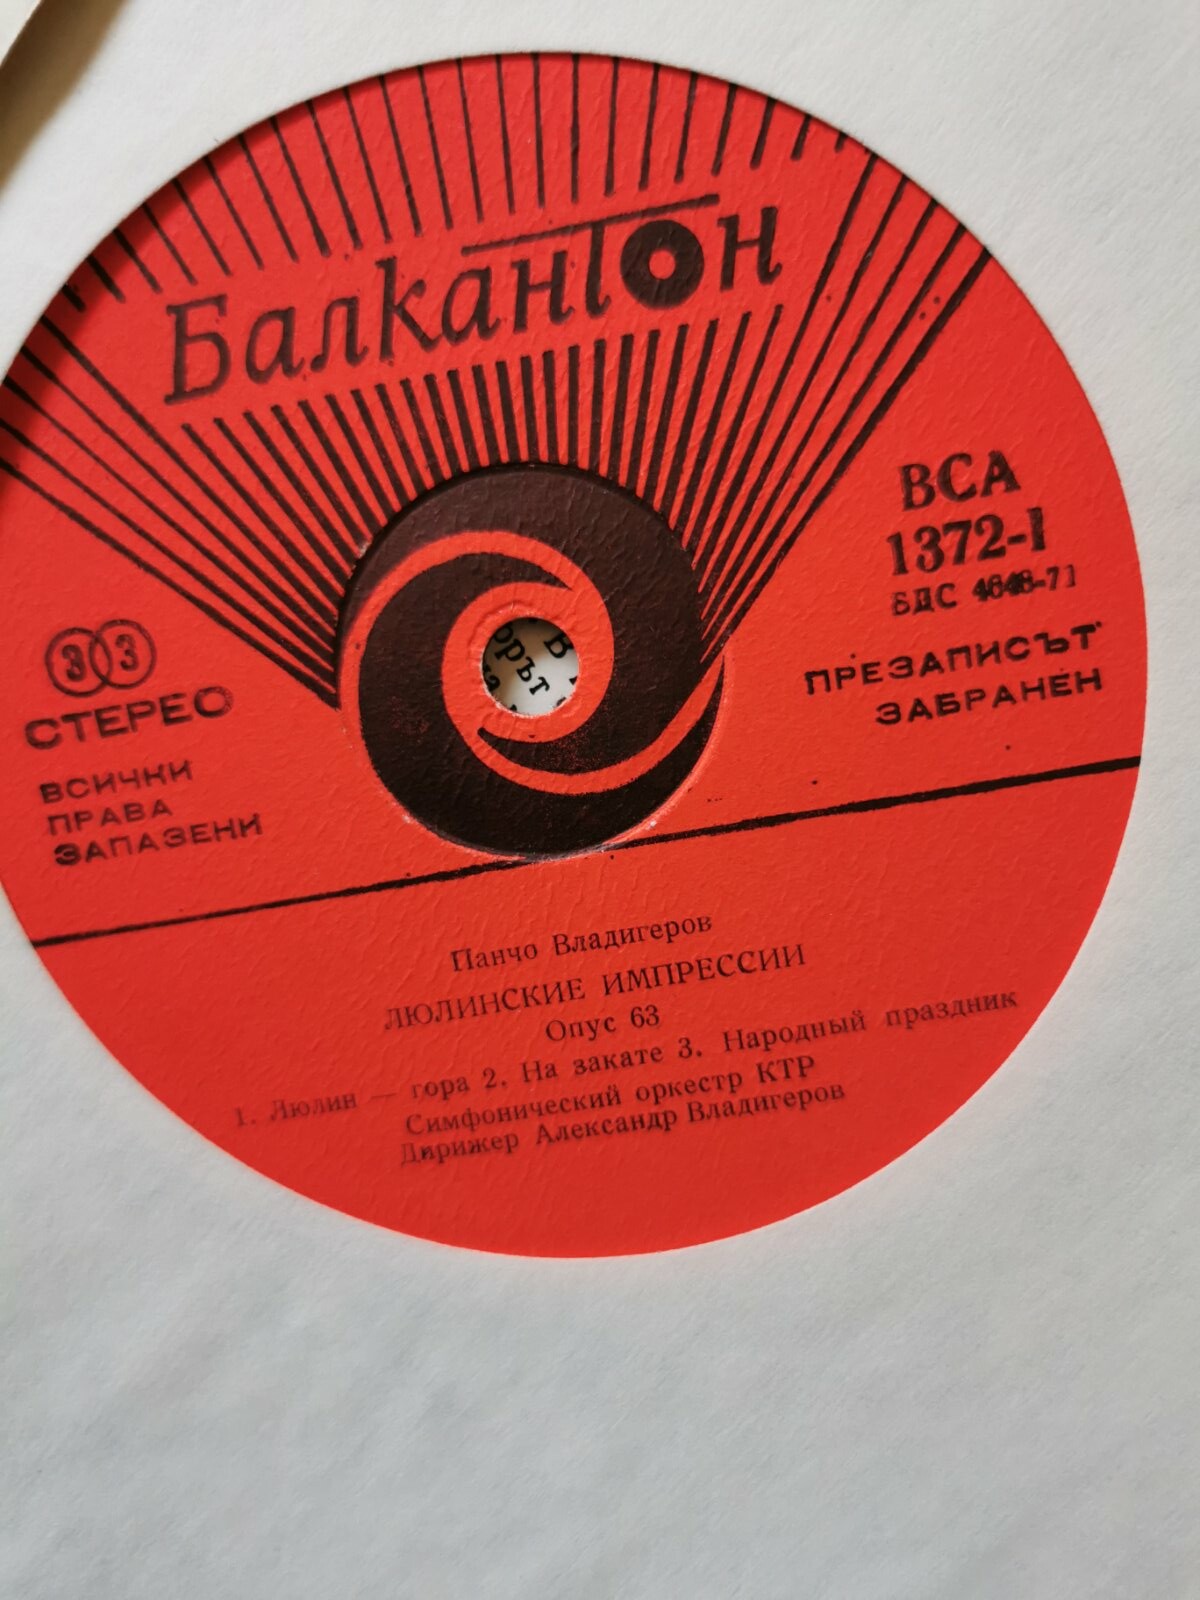 Балкантон
ВСА
1372-I
БДС 4648-71
ПРЕЗАПИСЪТ
ЗАБРАНЕН
33
СТЕРЕО
ВСИЧКИ
ПРАВА
ЗАПАЗЕНИ
Панчо Владигеров
ЛЮЛИНСКИЕ ИМПРЕССИИ
Опус 63
1. Люлин — гора 2. На закате 3. Народный праздник
Симфонический оркестр КТР
Дирижер Александр Владигеров